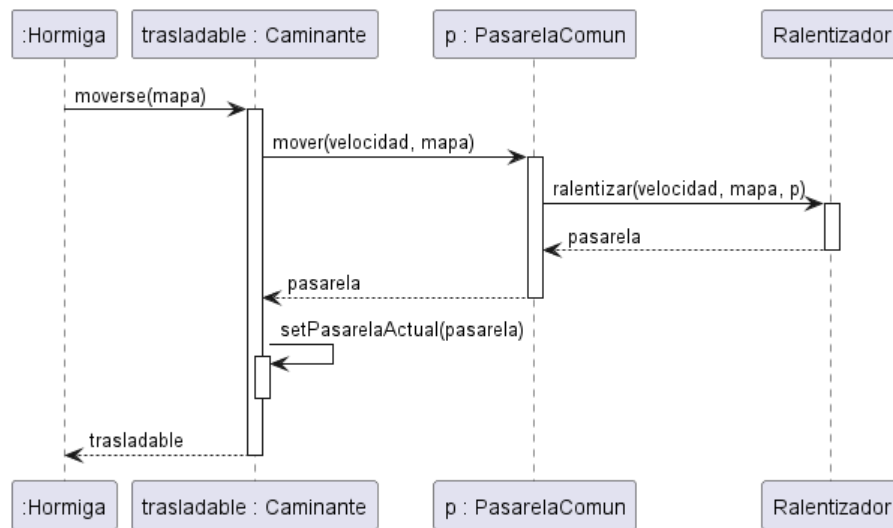 :Hormiga
trasladable : Caminante
p : PasarelaComun
Ralentizador
moverse(mapa)
mover(velocidad, mapa)
ralentizar(velocidad, mapa, p)
pasarela
pasarela
setPasarelaActual(pasarela)
trasladable
:Hormiga
trasladable : Caminante
p : PasarelaComun
Ralentizador